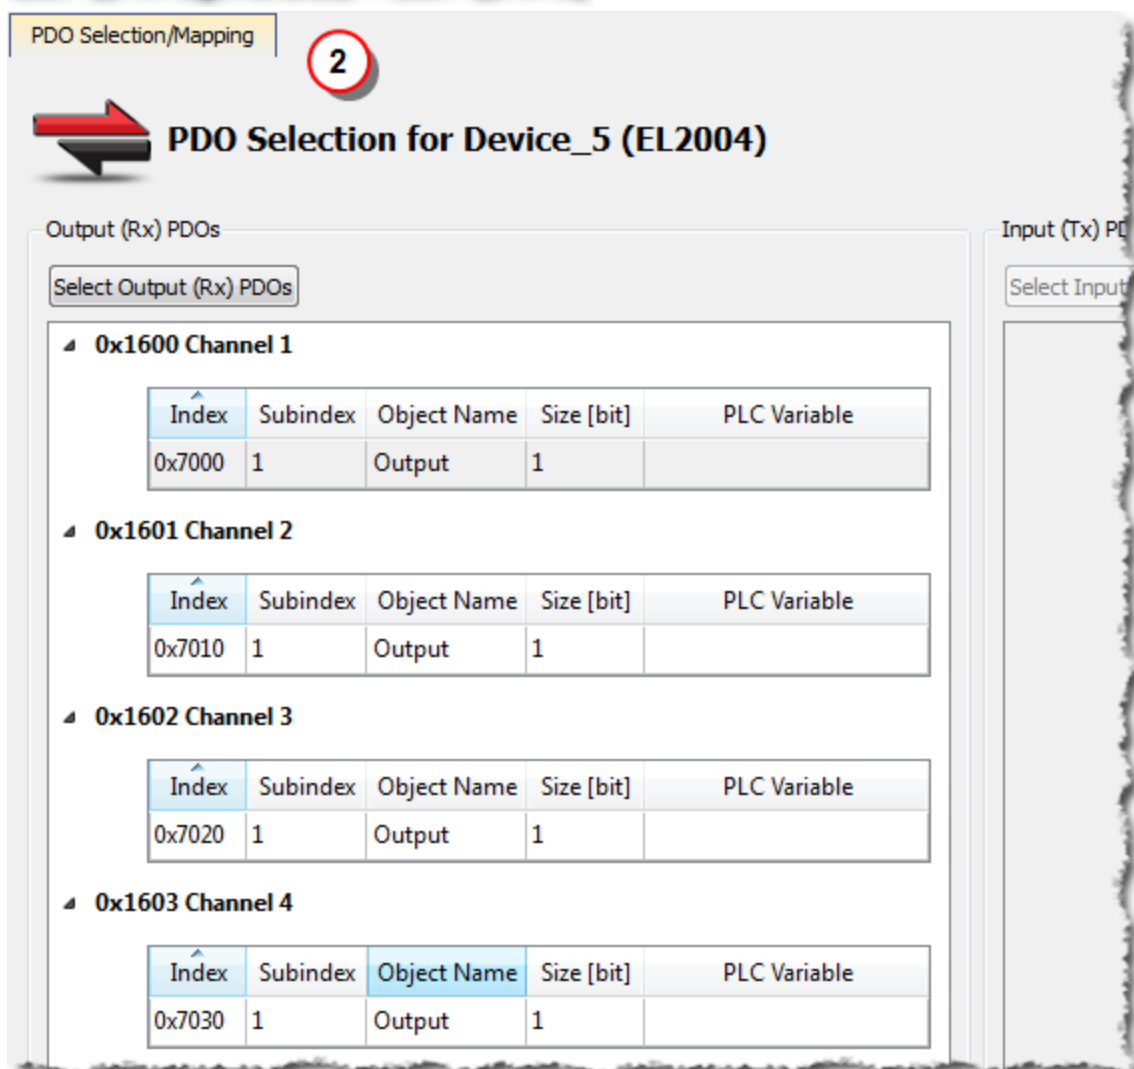 PDO Selection/Mapping
2
PDO Selection for Device_5 (EL2004)
Output (Rx) PDOs
Input (Tx)
Select Output (Rx) PDOs
Select Input
0x1600 Channel 1
Index Subindex Object Name Size [bit] PLC Variable
0x7000 1 Output 1
0x1601 Channel 2
Index Subindex Object Name Size [bit] PLC Variable
0x7010 1 Output 1
0x1602 Channel 3
Index Subindex Object Name Size [bit] PLC Variable
0x7020 1 Output 1
0x1603 Channel 4
Index Subindex Object Name Size [bit] PLC Variable
0x7030 1 Output 1